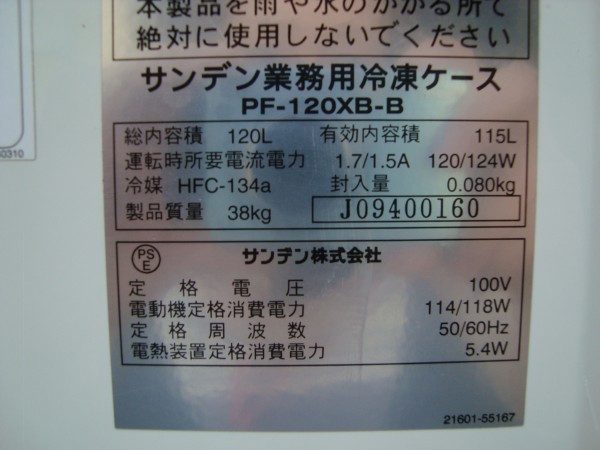 本製品を雨や水のかかる所で
絶対に使用しないでください
サンデン業務用冷凍ケース
PF-120XB-B
総内容積 120L 有効内容積 115L
運転時所要電流電力 1.7/1.5A 120/124W
冷媒 HFC-134a 封入量 0.080kg
製品質量 38kg J09400160
PS
E
サンデン株式会社
定格電圧 100V
電動機定格消費電力 114/118W
定格周波数 50/60Hz
電熱装置定格消費電力 5.4W
21601-55167